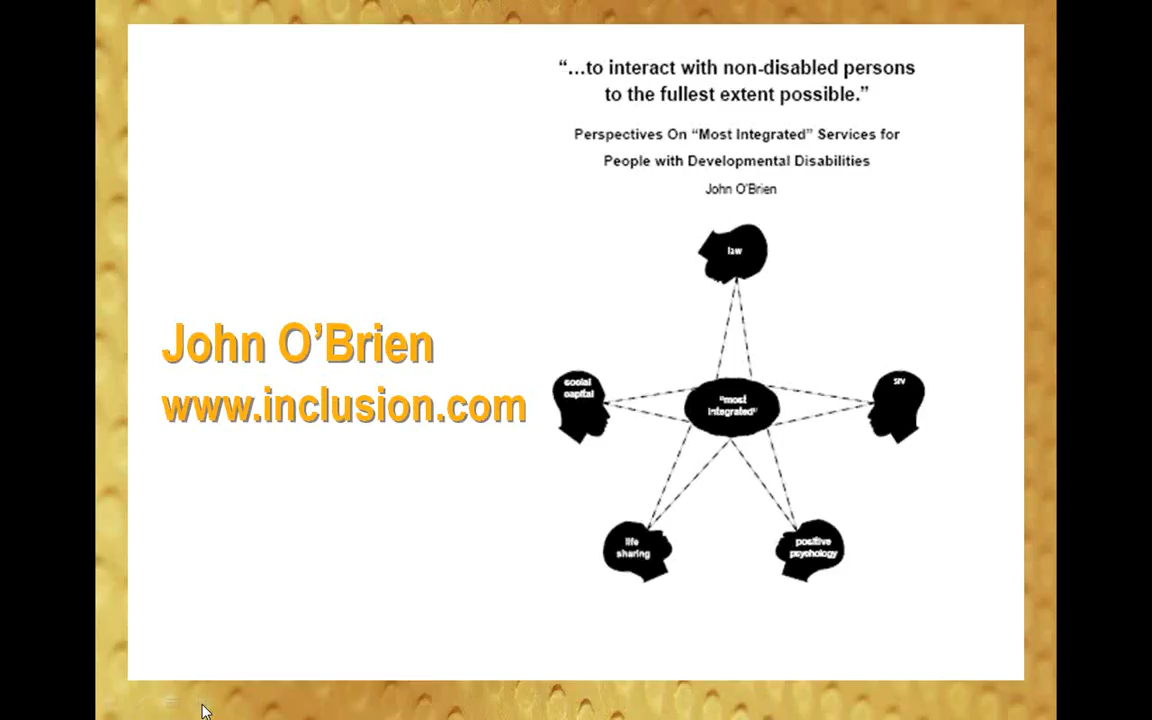 “...to interact with non-disabled persons
to the fullest extent possible.”
Perspectives On “Most Integrated” Services for
People with Developmental Disabilities
John O'Brien
law
John O’Brien
www.inclusion.com
social
capital
“most
integrated”
srv
life
sharing
positive
psychology